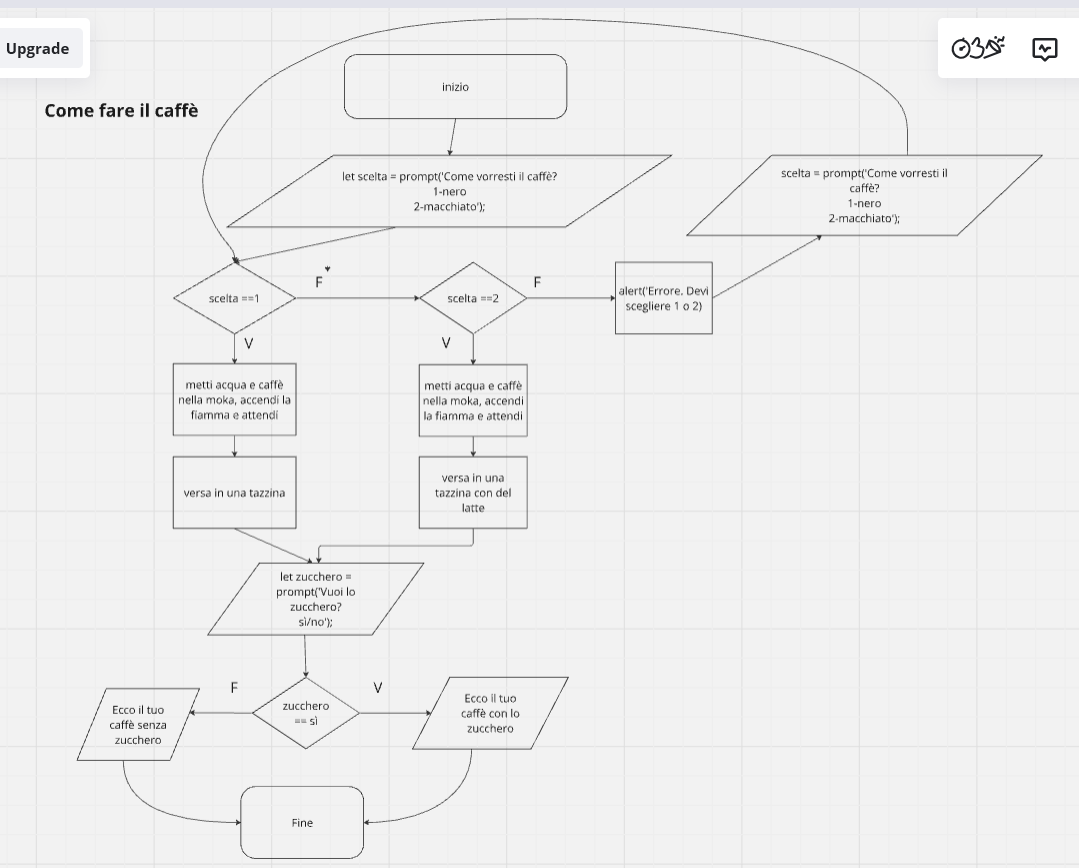 Upgrade
Come fare il caffè
inizio
let scelta = prompt('Come vorresti il caffè?
1-nero
2-macchiato');
scelta = prompt('Come vorresti il
caffè?
1-nero
2-macchiato');
scelta ==1
F
scelta ==2
F
alert('Errore. Devi
scegliere 1 o 2)
V
V
metti acqua e caffè
nella moka, accendi la
fiamma e attendi
metti acqua e caffè
nella moka, accendi
la fiamma e attendi
versa in una tazzina
versa in una
tazzina con del
latte
let zucchero =
prompt('Vuoi lo
zucchero?
sì/no');
F
V
zucchero
== sì
Ecco il tuo
caffè senza
zucchero
Ecco il tuo
caffè con lo
zucchero
Fine